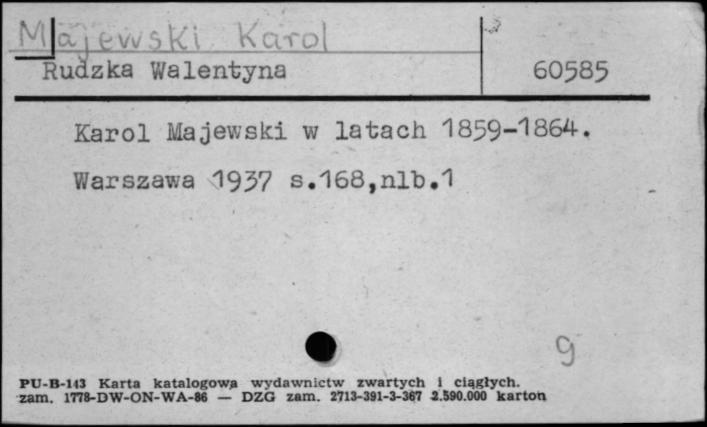 Majewski Karol
Rudzka Walentyna 60585
Karol Majewski w latach 1859-1864.
Warszawa 1937 s.168,nlb.1
9
PU-B-143 Karta katalogowa wydawnictw zwartych i ciągłych.
zam. 1778-DW-ON-WA-86 — DZG zam. 2713-391-3-367 2.590.000 karton